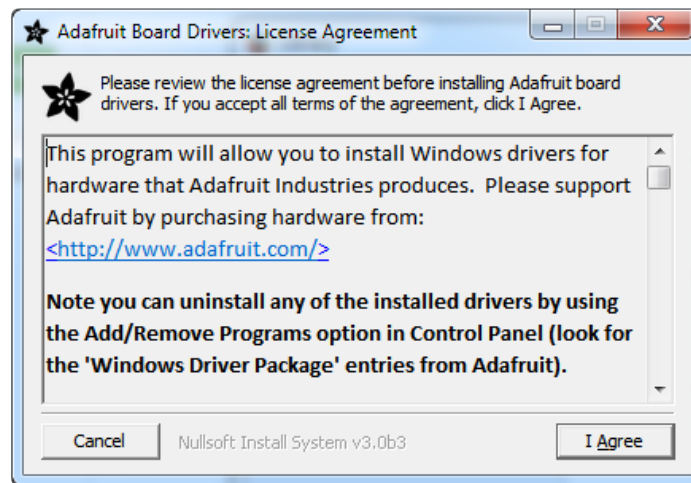 Adafruit Board Drivers: License Agreement
Please review the license agreement before installing Adafruit board
drivers. If you accept all terms of the agreement, click I Agree.
This program will allow you to install Windows drivers for
hardware that Adafruit Industries produces.  Please support
Adafruit by purchasing hardware from:
<http://www.adafruit.com/>
Note you can uninstall any of the installed drivers by using
the Add/Remove Programs option in Control Panel (look for
the 'Windows Driver Package' entries from Adafruit).
Cancel Nullsoft Install System v3.0b3 I Agree